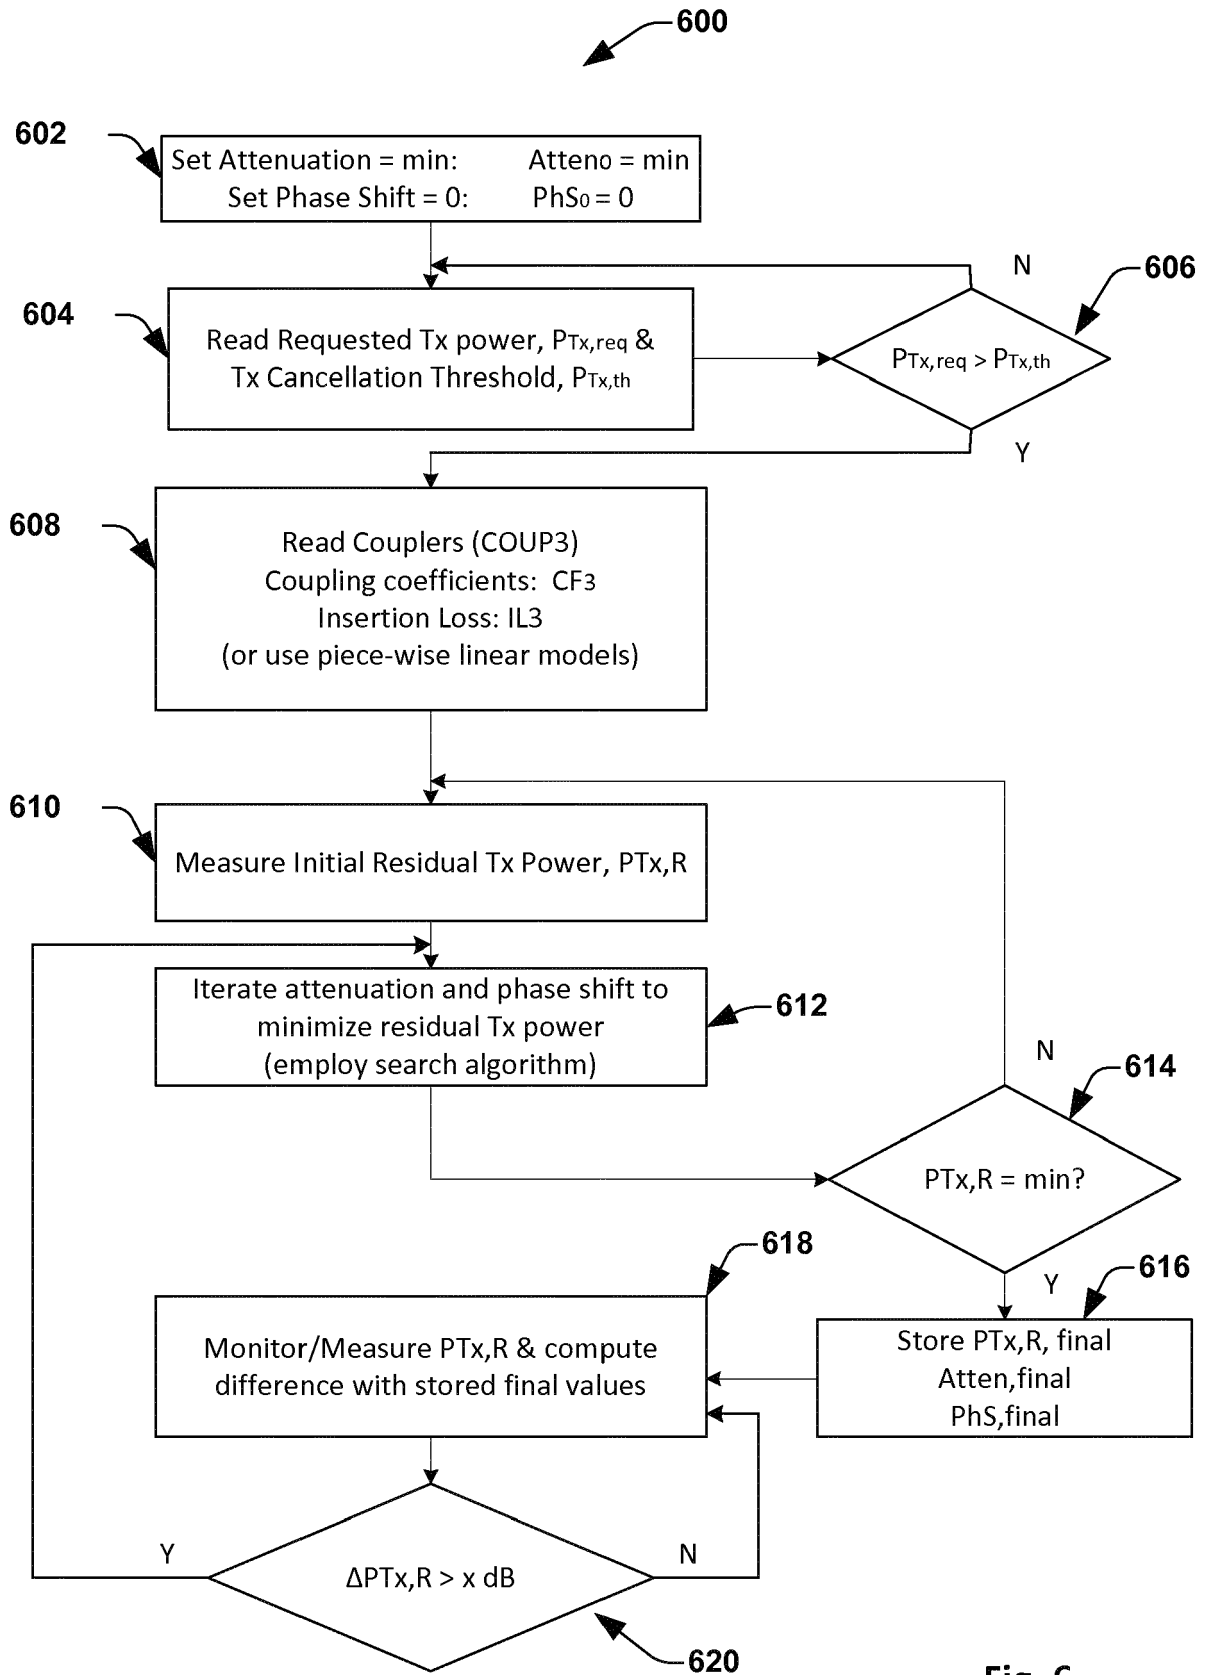 600
602
Set Attenuation = min: Atten0 = min
Set Phase Shift = 0: PhS0 = 0
N
606
604
Read Requested Tx power, PTx,req &
Tx Cancellation Threshold, PTx,th
PTx,req > PTx,th
Y
608
Read Couplers (COUP3)
Coupling coefficients: CF3
Insertion Loss: IL3
(or use piece-wise linear models)
610
Measure Initial Residual Tx Power, PTx,R
Iterate attenuation and phase shift to
minimize residual Tx power
(employ search algorithm)
612
N
614
PTx,R = min?
618
Y
616
Monitor/Measure PTx,R & compute
difference with stored final values
Store PTx,R, final
Atten,final
PhS,final
Y
N
ΔPTx,R > x dB
620